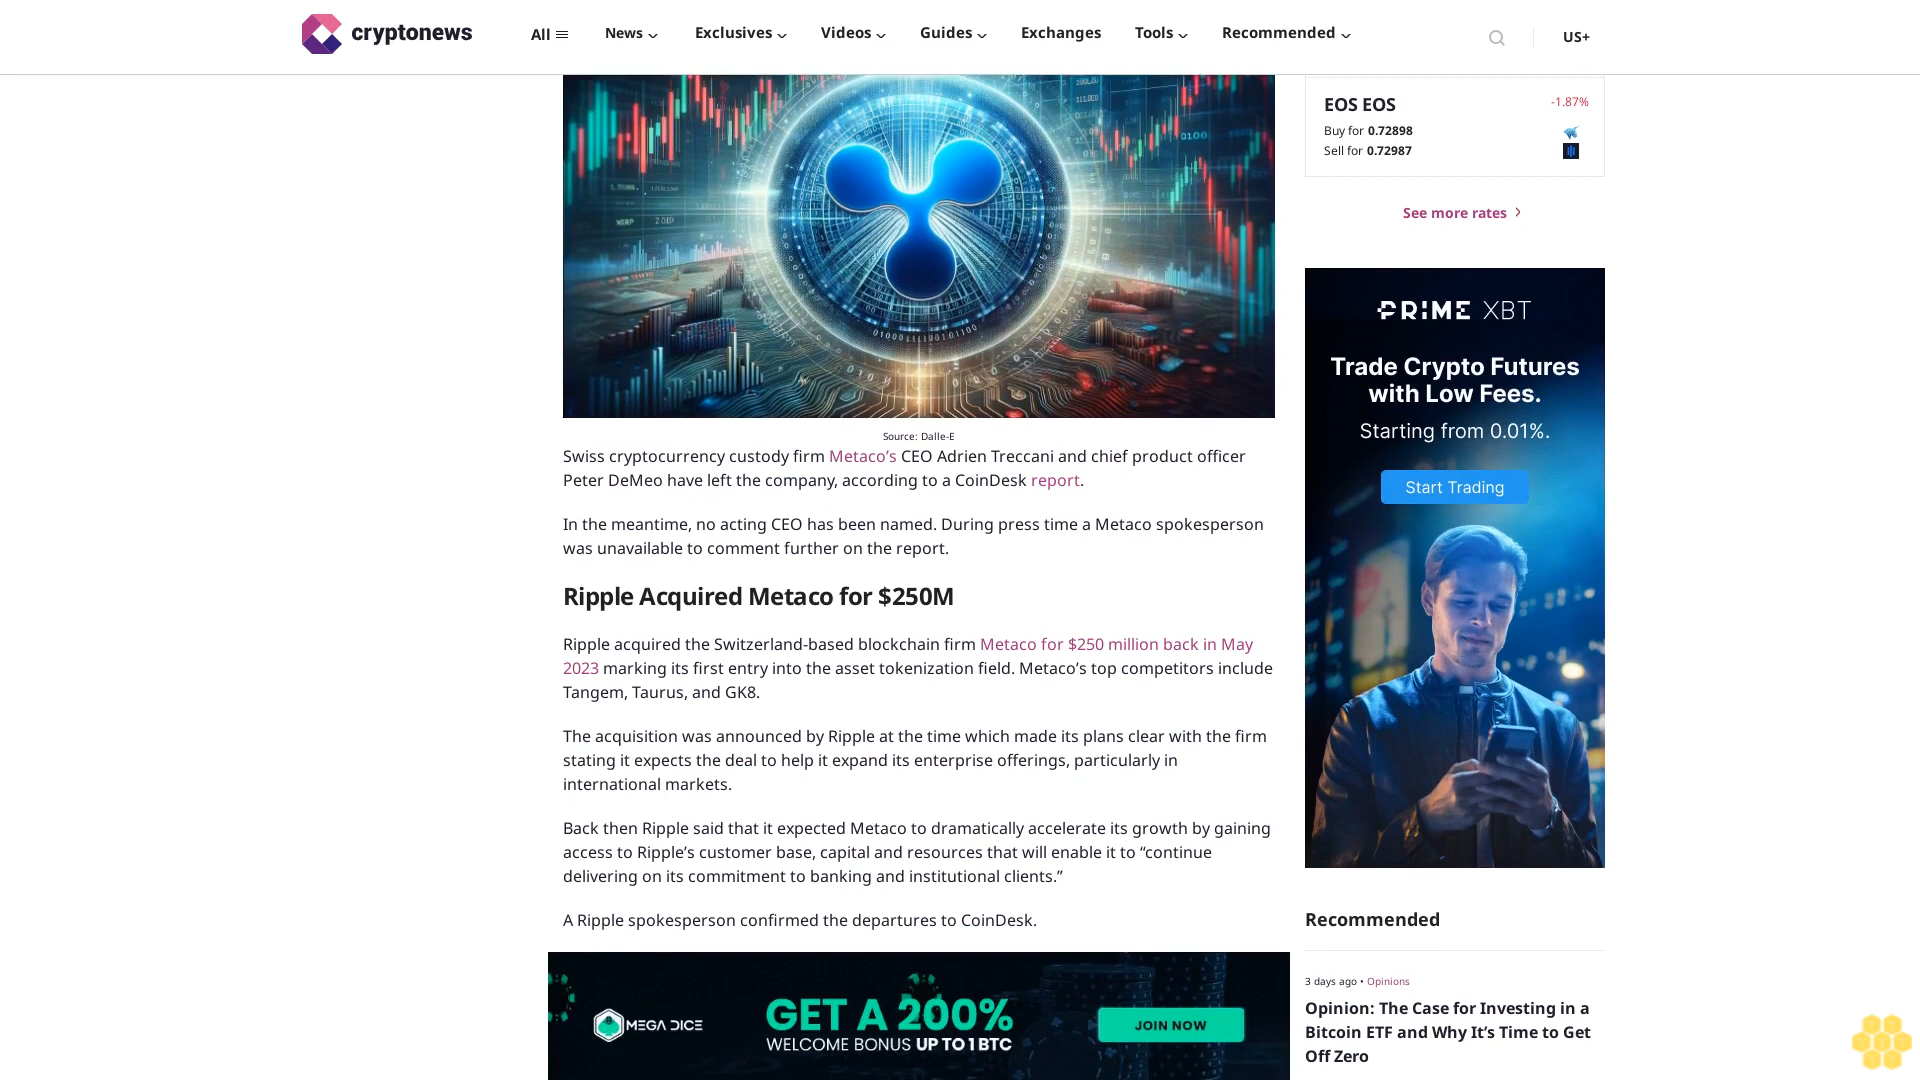 cryptonews
All
News
Exclusives
Videos
Guides
Exchanges
Tools
Recommended
US+
EOS EOS
-1.87%
Buy for 0.72898
Sell for 0.72987
See more rates
PRIME XBT
Trade Crypto Futures
with Low Fees.
Starting from 0.01%.
Start Trading
Source: Dalle-E
Swiss cryptocurrency custody firm Metaco’s CEO Adrien Treccani and chief product officer
Peter DeMeo have left the company, according to a CoinDesk report.
In the meantime, no acting CEO has been named. During press time a Metaco spokesperson
was unavailable to comment further on the report.
Ripple Acquired Metaco for $250M
Ripple acquired the Switzerland-based blockchain firm Metaco for $250 million back in May
2023 marking its first entry into the asset tokenization field. Metaco’s top competitors include
Tangem, Taurus, and GK8.
The acquisition was announced by Ripple at the time which made its plans clear with the firm
stating it expects the deal to help it expand its enterprise offerings, particularly in
international markets.
Back then Ripple said that it expected Metaco to dramatically accelerate its growth by gaining
access to Ripple’s customer base, capital and resources that will enable it to “continue
delivering on its commitment to banking and institutional clients.”
A Ripple spokesperson confirmed the departures to CoinDesk.
MEGA DICE
GET A 200%
WELCOME BONUS UP TO 1 BTC
JOIN NOW
Recommended
3 days ago • Opinions
Opinion: The Case for Investing in a
Bitcoin ETF and Why It’s Time to Get
Off Zero